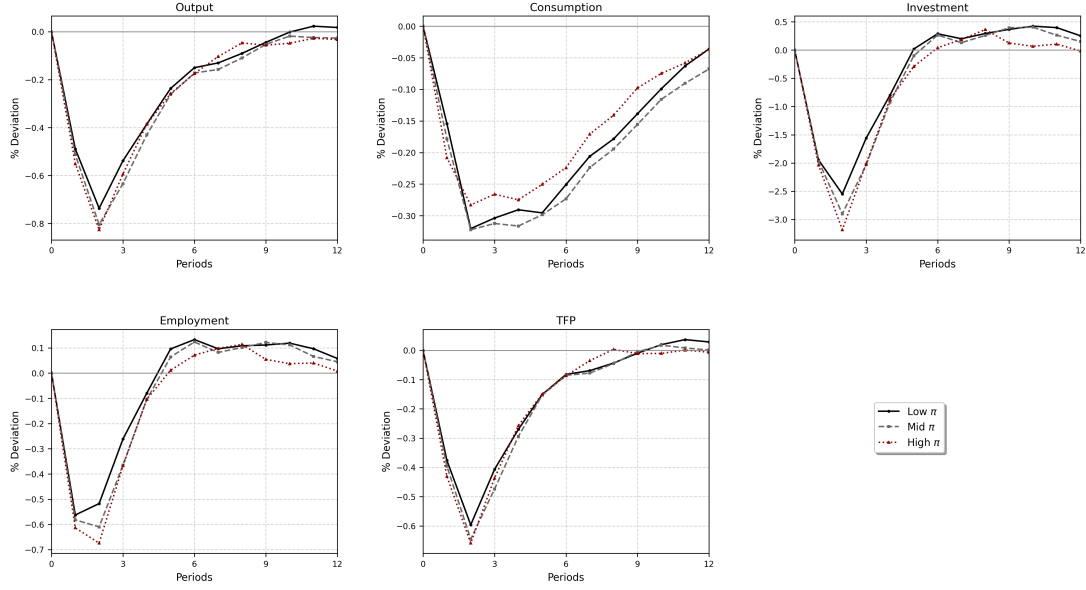 Output
% Deviation
0.0
−0.2
−0.4
−0.6
−0.8
0 3 6 9 12
Periods
Consumption
% Deviation
0.00
−0.05
−0.10
−0.15
−0.20
−0.25
−0.30
0 3 6 9 12
Periods
Investment
% Deviation
0.5
0.0
−0.5
−1.0
−1.5
−2.0
−2.5
−3.0
0 3 6 9 12
Periods
Employment
% Deviation
0.1
0.0
−0.1
−0.2
−0.3
−0.4
−0.5
−0.6
−0.7
0 3 6 9 12
Periods
TFP
% Deviation
0.0
−0.1
−0.2
−0.3
−0.4
−0.5
−0.6
0 3 6 9 12
Periods
Low π
Mid π
High π